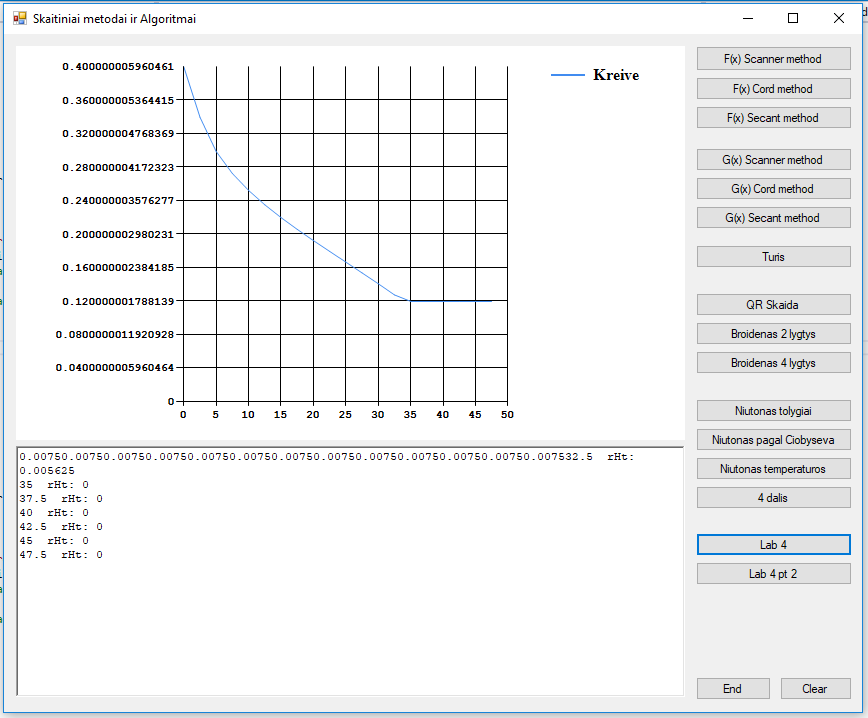 Skaitiniai metodai ir Algoritmai
0.400000005960461
0.360000005364415
0.320000004768369
0.280000004172323
0.240000003576277
0.200000002980231
0.160000002384185
0.120000001788139
0.0800000011920928
0.0400000005960464
0
0 5 10 15 20 25 30 35 40 45 50
Kreive
0.00750.00750.00750.00750.00750.00750.00750.00750.00750.00750.00750.00750.007532.5  rHt:
0.005625
35  rHt: 0
37.5  rHt: 0
40  rHt: 0
42.5  rHt: 0
45  rHt: 0
47.5  rHt: 0
F(x) Scanner method
F(x) Cord method
F(x) Secant method
G(x) Scanner method
G(x) Cord method
G(x) Secant method
Turis
QR Skaida
Broidenas 2 lygtys
Broidenas 4 lygtys
Niutonas tolygiai
Niutonas pagal Ciobyseva
Niutonas temperaturos
4 dalis
Lab 4
Lab 4 pt 2
End
Clear